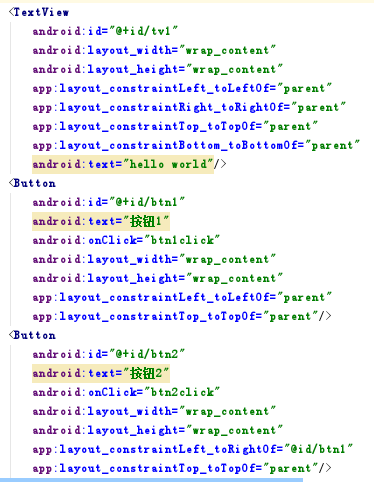 <TextView
android:id="@+id/tv1"
android:layout_width="wrap_content"
android:layout_height="wrap_content"
app:layout_constraintLeft_toLeftOf="parent"
app:layout_constraintRight_toRightOf="parent"
app:layout_constraintTop_toTopOf="parent"
app:layout_constraintBottom_toBottomOf="parent"
android:text="hello world"/>
<Button
android:id="@+id/btn1"
android:text="按钮1"
android:onClick="btn1click"
android:layout_width="wrap_content"
android:layout_height="wrap_content"
app:layout_constraintLeft_toLeftOf="parent"
app:layout_constraintTop_toTopOf="parent"/>
<Button
android:id="@+id/btn2"
android:text="按钮2"
android:onClick="btn2click"
android:layout_width="wrap_content"
android:layout_height="wrap_content"
app:layout_constraintLeft_toRightOf="@id/btn1"
app:layout_constraintTop_toTopOf="parent"/>